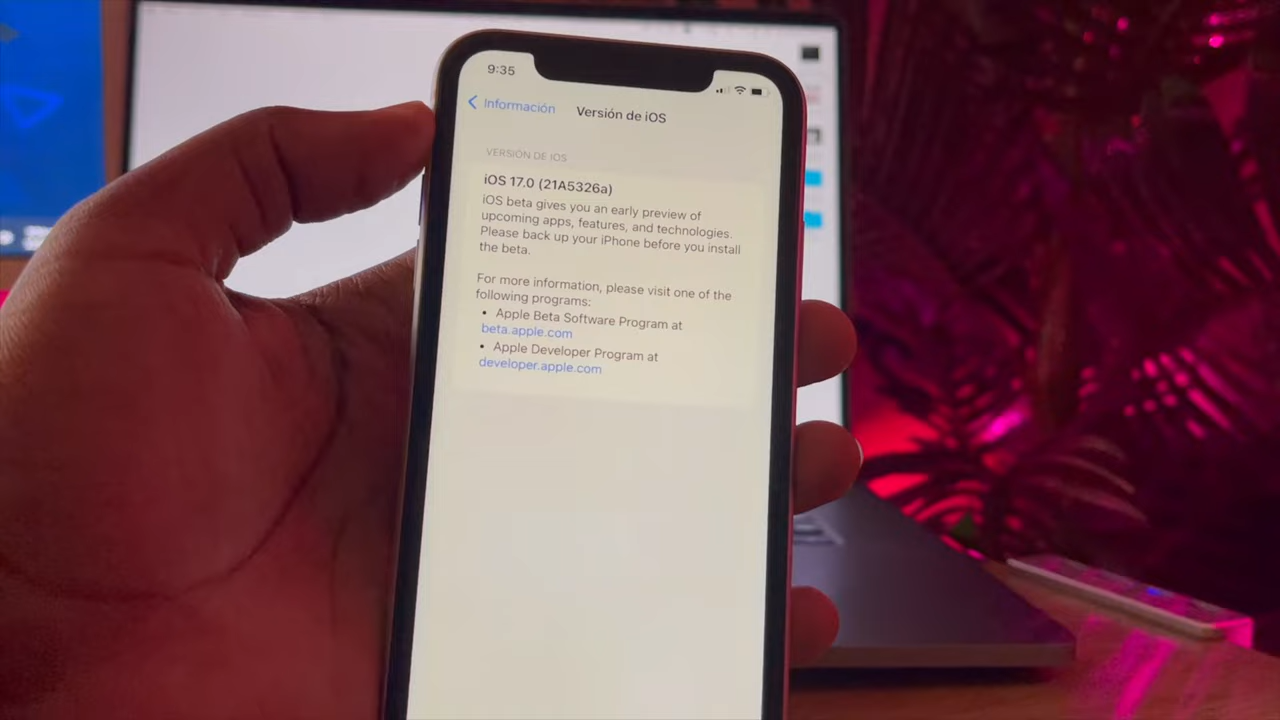 9:35
Información
Versión de iOS
VERSIÓN DE IOS
iOS 17.0 (21A5326a)
iOS beta gives you an early preview of
upcoming apps, features, and technologies.
Please back up your iPhone before you install
the beta.
For more information, please visit one of the
following programs:
• Apple Beta Software Program at
beta.apple.com
• Apple Developer Program at
developer.apple.com